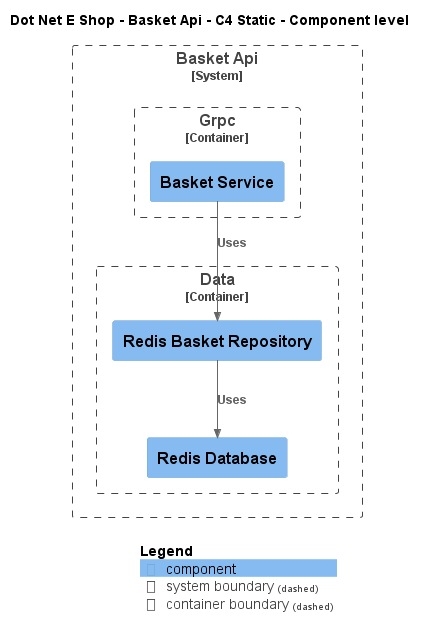 Dot Net E Shop - Basket Api - C4 Static - Component level
Basket Api
[System]
Grpc
[Container]
Basket Service
Uses
Data
[Container]
Redis Basket Repository
Uses
Redis Database
Legend
component
system boundary (dashed)
container boundary (dashed)